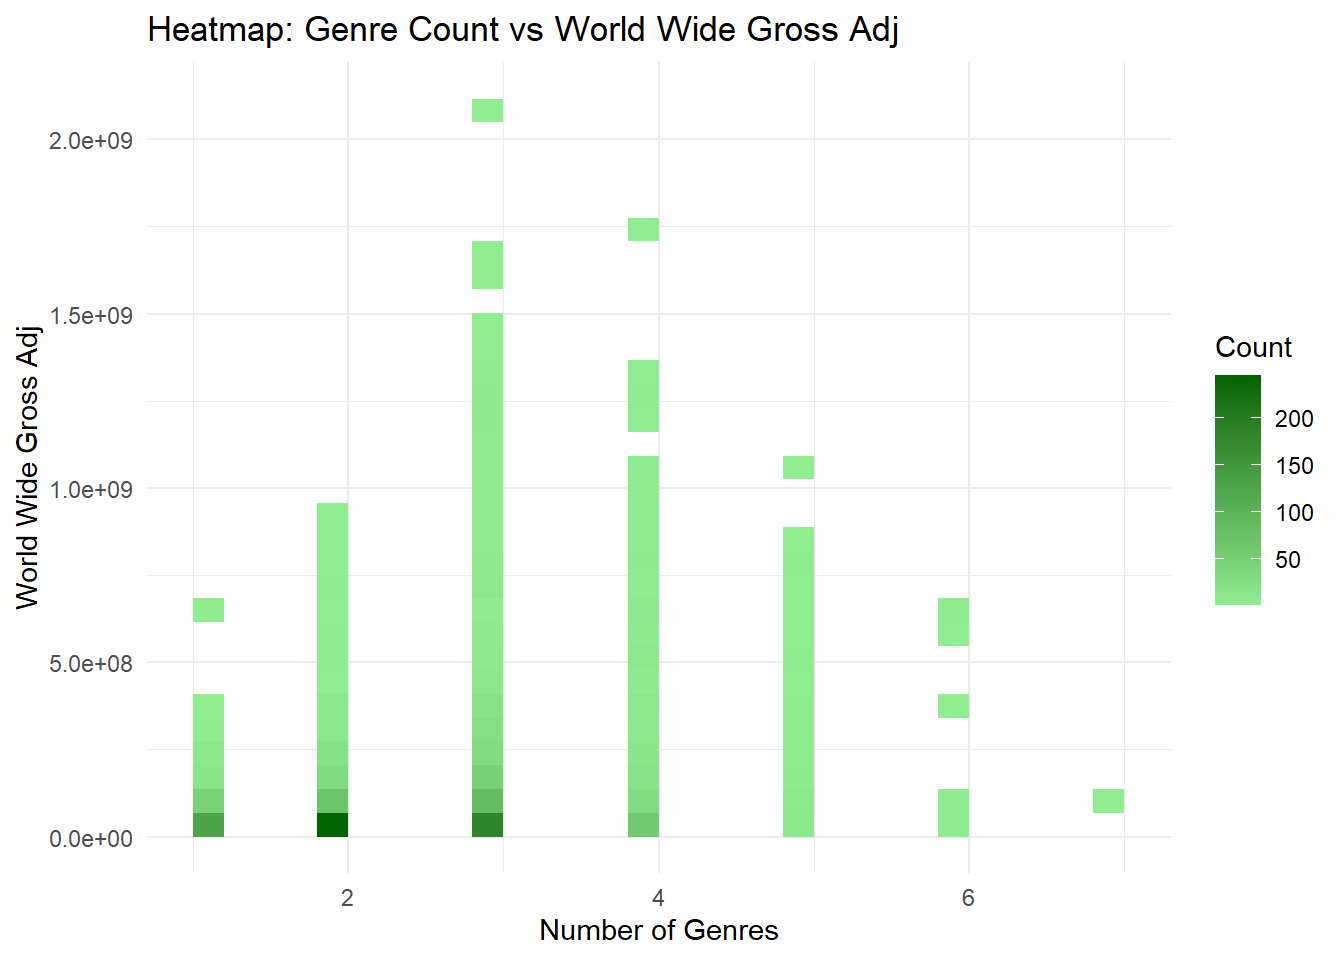 Heatmap: Genre Count vs World Wide Gross Adj
2.0e+09
1.5e+09
1.0e+09
5.0e+08
0.0e+00
World Wide Gross Adj
2 4 6
Number of Genres
Count
200
150
100
50